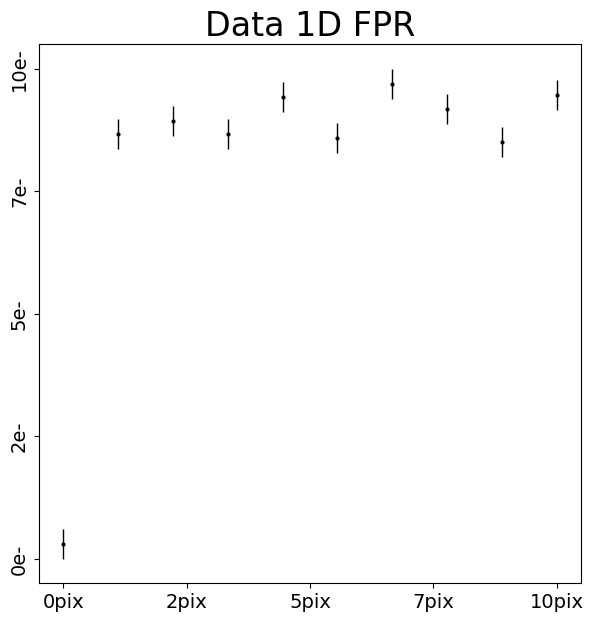 Data 1D FPR
10e-
7e-
5e-
2e-
0e-
0pix 2pix 5pix 7pix 10pix